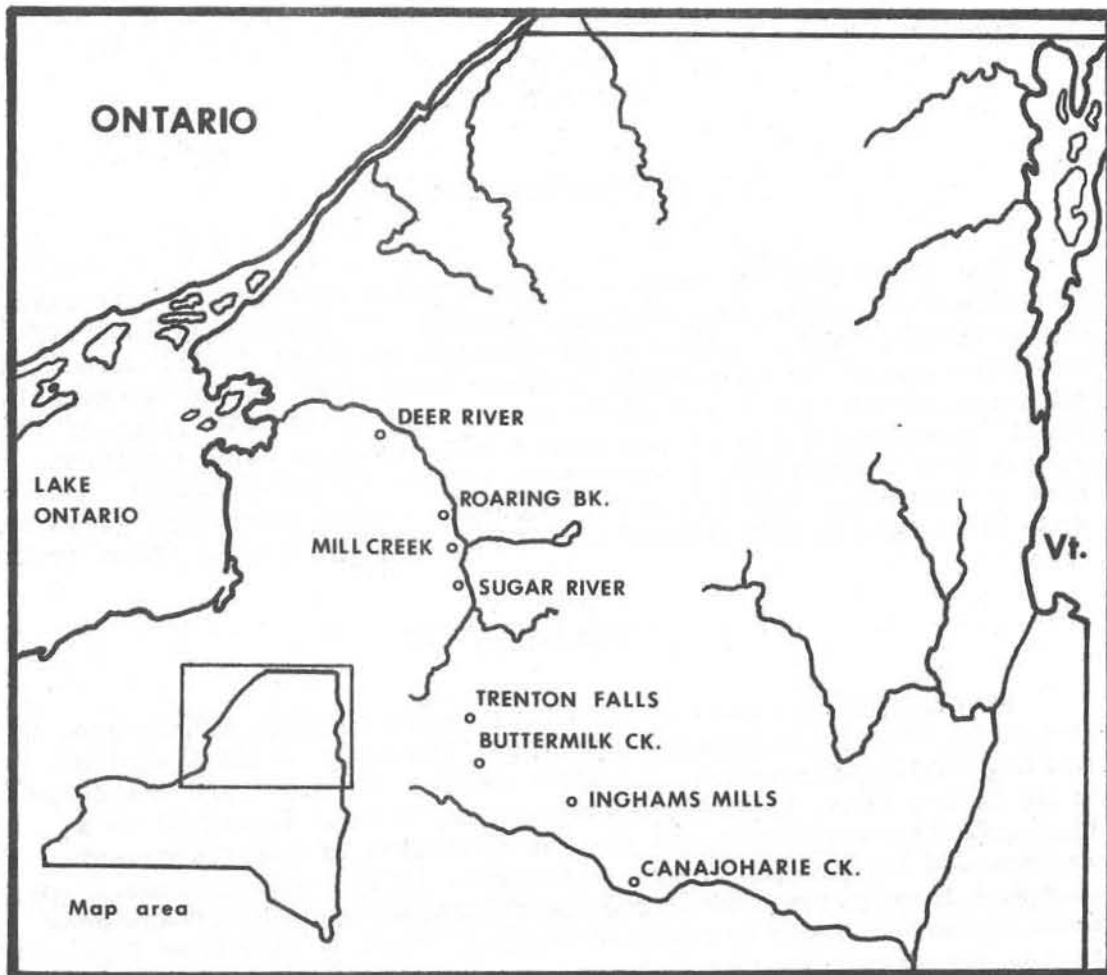 ONTARIO
DEER RIVER
LAKE
ONTARIO
ROARING BK.
MILL CREEK
Vt.
SUGAR RIVER
TRENTON FALLS
BUTTERMILK CK.
INGHAMS MILLS
CANAJOHARIE CK.
Map area